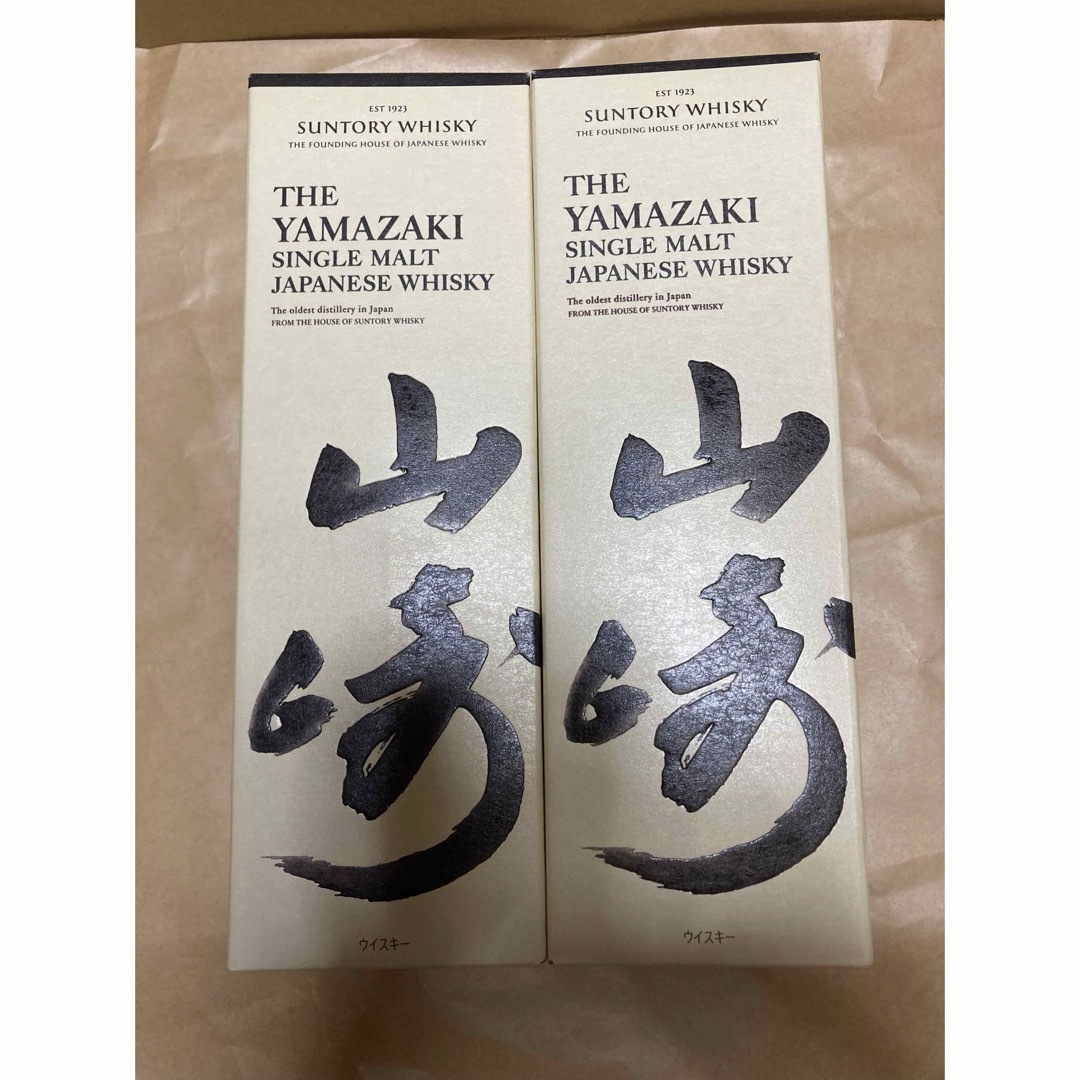 EST 1923
SUNTORY WHISKY
THE FOUNDING HOUSE OF JAPANESE WHISKY
THE
YAMAZAKI
SINGLE MALT
JAPANESE WHISKY
The oldest distillery in Japan
FROM THE HOUSE OF SUNTORY WHISKY
山崎
ウイスキー
EST 1923
SUNTORY WHISKY
THE FOUNDING HOUSE OF JAPANESE WHISKY
THE
YAMAZAKI
SINGLE MALT
JAPANESE WHISKY
The oldest distillery in Japan
FROM THE HOUSE OF SUNTORY WHISKY
山崎
ウイスキー